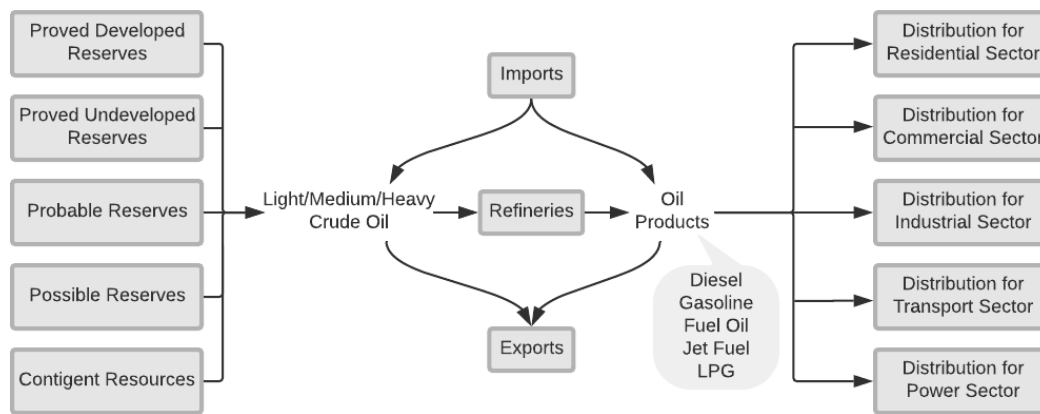 Proved Developed
Reserves
Proved Undeveloped
Reserves
Probable Reserves
Possible Reserves
Contigent Resources
Light/Medium/Heavy
Crude Oil
Imports
Refineries
Exports
Oil
Products
Diesel
Gasoline
Fuel Oil
Jet Fuel
LPG
Distribution for
Residential Sector
Distribution for
Commercial Sector
Distribution for
Industrial Sector
Distribution for
Transport Sector
Distribution for
Power Sector